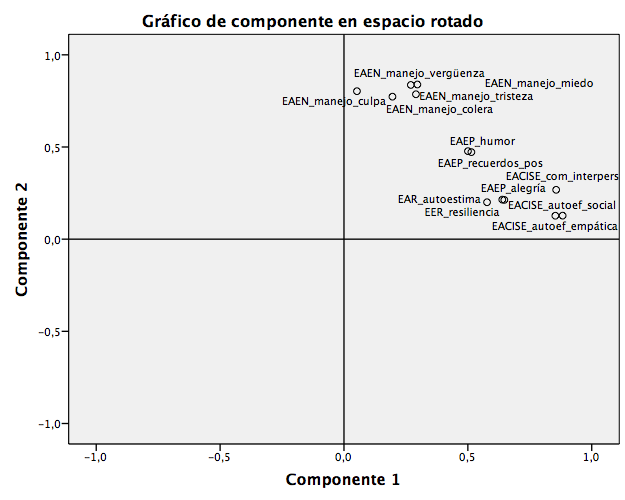 Gráfico de componente en espacio rotado
1,0
EAEN_manejo_vergüenza
EAEN_manejo_miedo
EAEN_manejo_culpa
EAEN_manejo_tristeza
EAEN_manejo_colera
0,5
EAEP_humor
EAEP_recuerdos_pos
EACISE_com_interpers
EAEP_alegría
EAR_autoestima
EACISE_autoef_social
EER_resiliencia
EACISE_autoef_empática
0,0
-0,5
-1,0
Componente 2
-1,0
-0,5
0,0
0,5
1,0
Componente 1